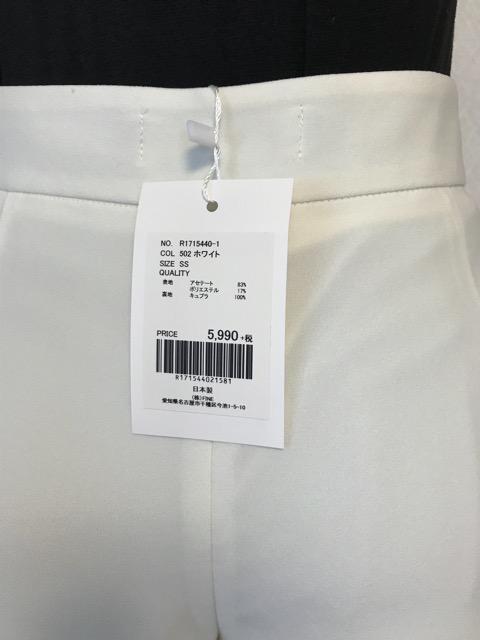 NO. R1715440-1
COL 502 ホワイト
SIZE SS
QUALITY
表地 アセテート 83%
ポリエステル 17%
裏地 キュプラ 100%
PRICE 5,990 +税
R171544021581
日本製
(株)FINE
愛知県名古屋市千種区今池1-5-10